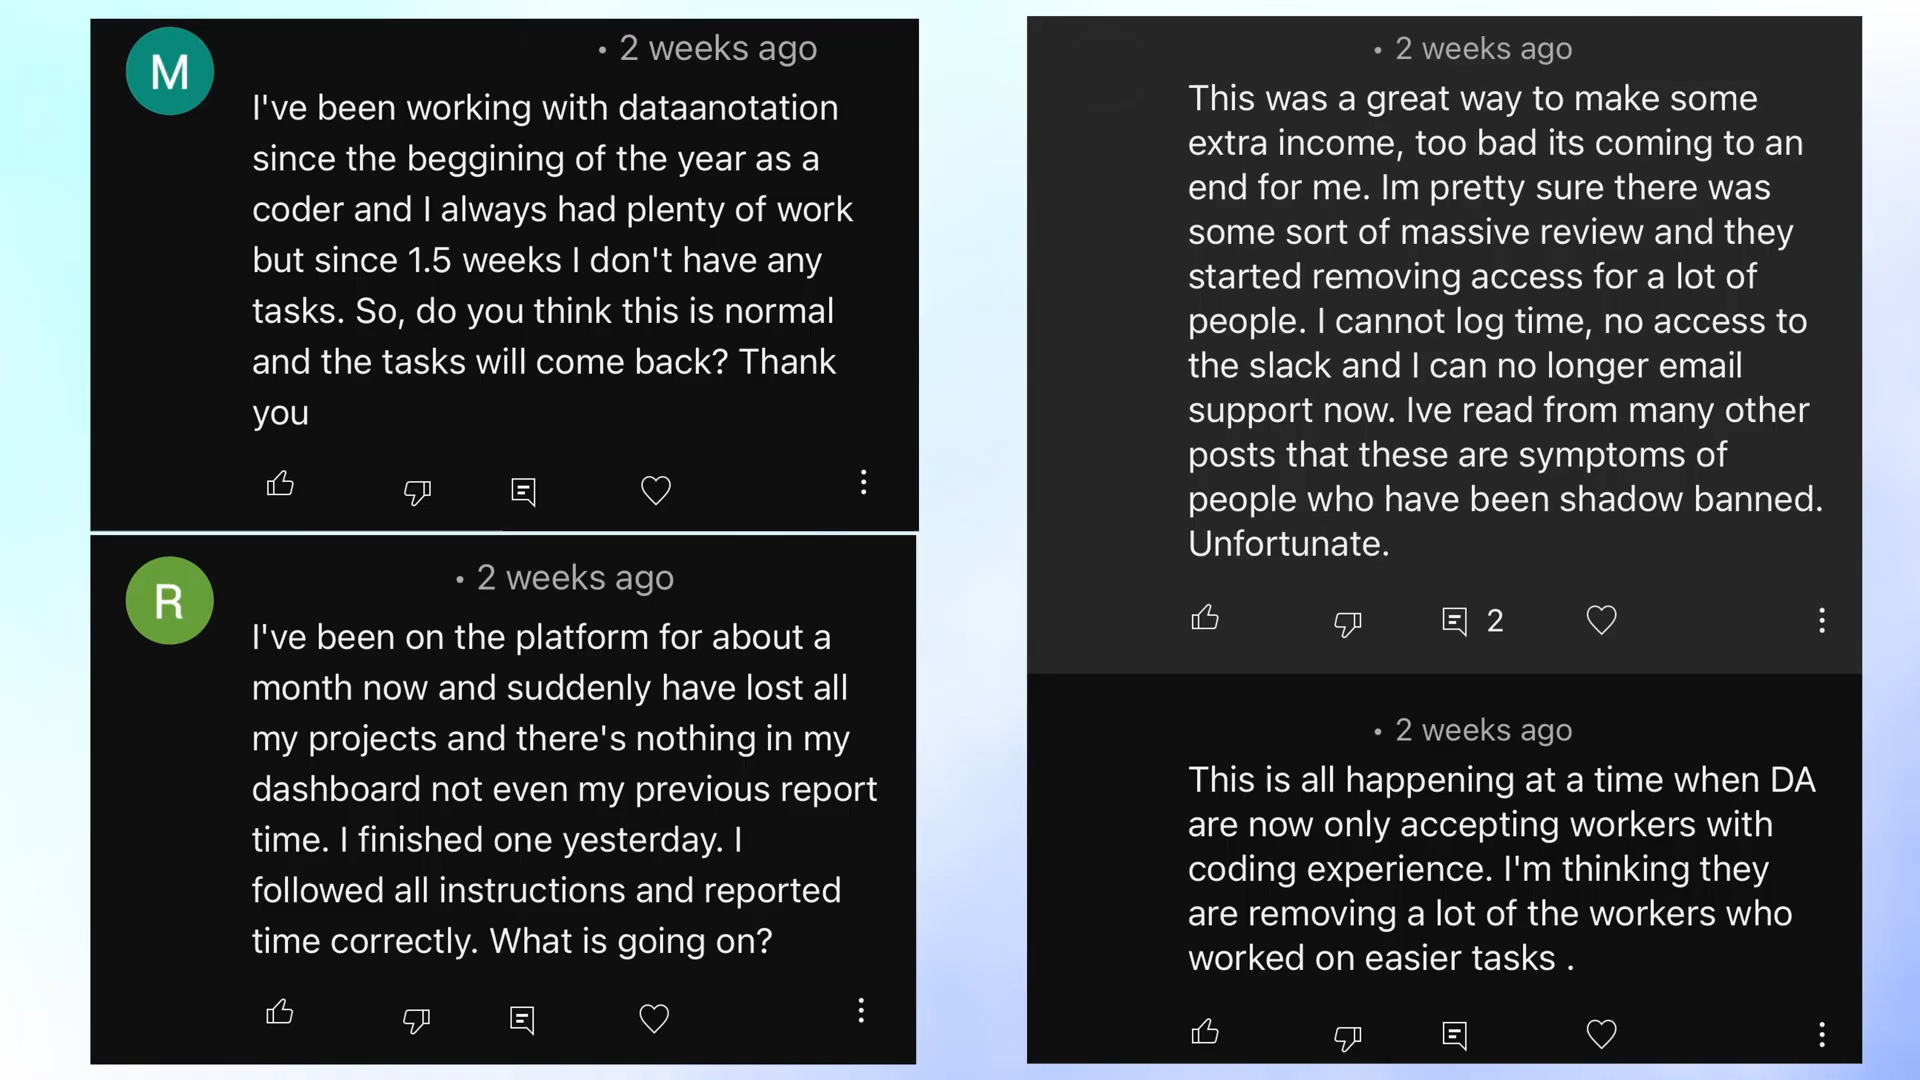 M
• 2 weeks ago
I've been working with dataanotation
since the beggining of the year as a
coder and I always had plenty of work
but since 1.5 weeks I don't have any
tasks. So, do you think this is normal
and the tasks will come back? Thank
you
R
• 2 weeks ago
I've been on the platform for about a
month now and suddenly have lost all
my projects and there's nothing in my
dashboard not even my previous report
time. I finished one yesterday. I
followed all instructions and reported
time correctly. What is going on?
• 2 weeks ago
This was a great way to make some
extra income, too bad its coming to an
end for me. Im pretty sure there was
some sort of massive review and they
started removing access for a lot of
people. I cannot log time, no access to
the slack and I can no longer email
support now. Ive read from many other
posts that these are symptoms of
people who have been shadow banned.
Unfortunate.
2
• 2 weeks ago
This is all happening at a time when DA
are now only accepting workers with
coding experience. I'm thinking they
are removing a lot of the workers who
worked on easier tasks .